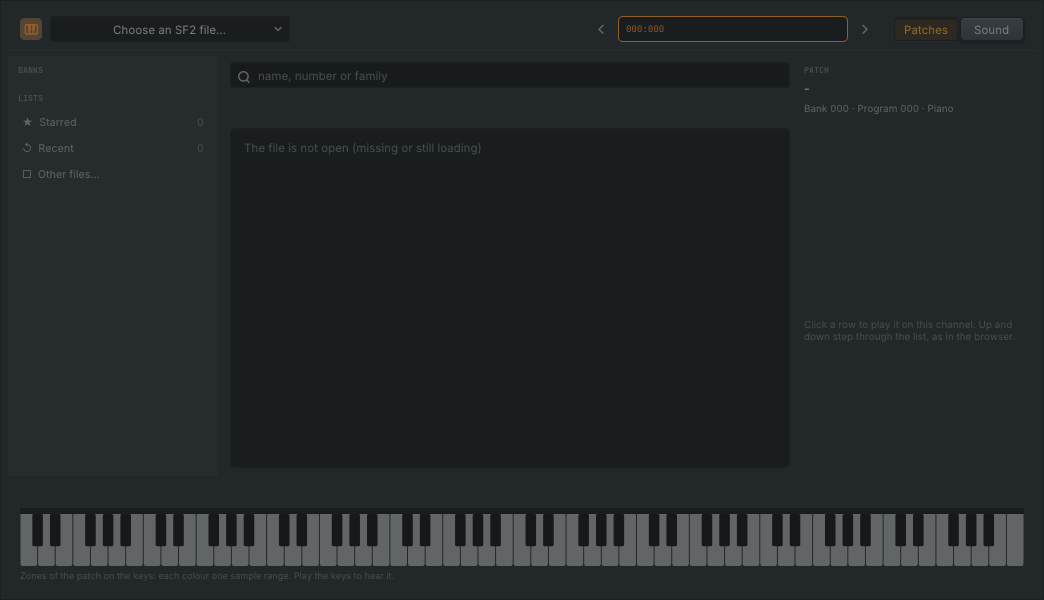 Choose an SF2 file...
000:000
Patches
Sound
BANKS
LISTS
Starred 0
Recent 0
Other files...
name, number or family
The file is not open (missing or still loading)
PATCH
-
Bank 000 · Program 000 · Piano
Click a row to play it on this channel. Up and
down step through the list, as in the browser.
Zones of the patch on the keys: each colour one sample range. Play the keys to hear it.